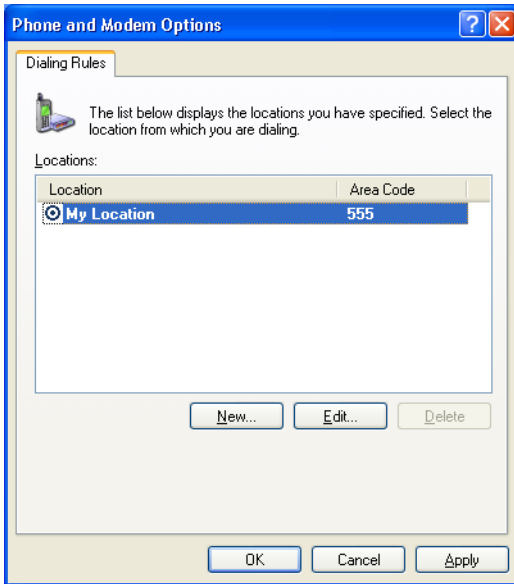 Phone and Modem Options
Dialing Rules
The list below displays the locations you have specified. Select the
location from which you are dialing.
Locations:
Location Area Code
My Location 555
New... Edit... Delete
OK Cancel Apply